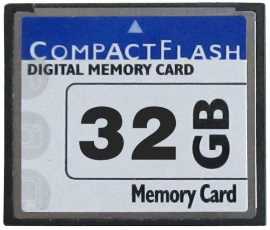 COMPACTFLASH
DIGITAL MEMORY CARD
32 GB
Memory Card